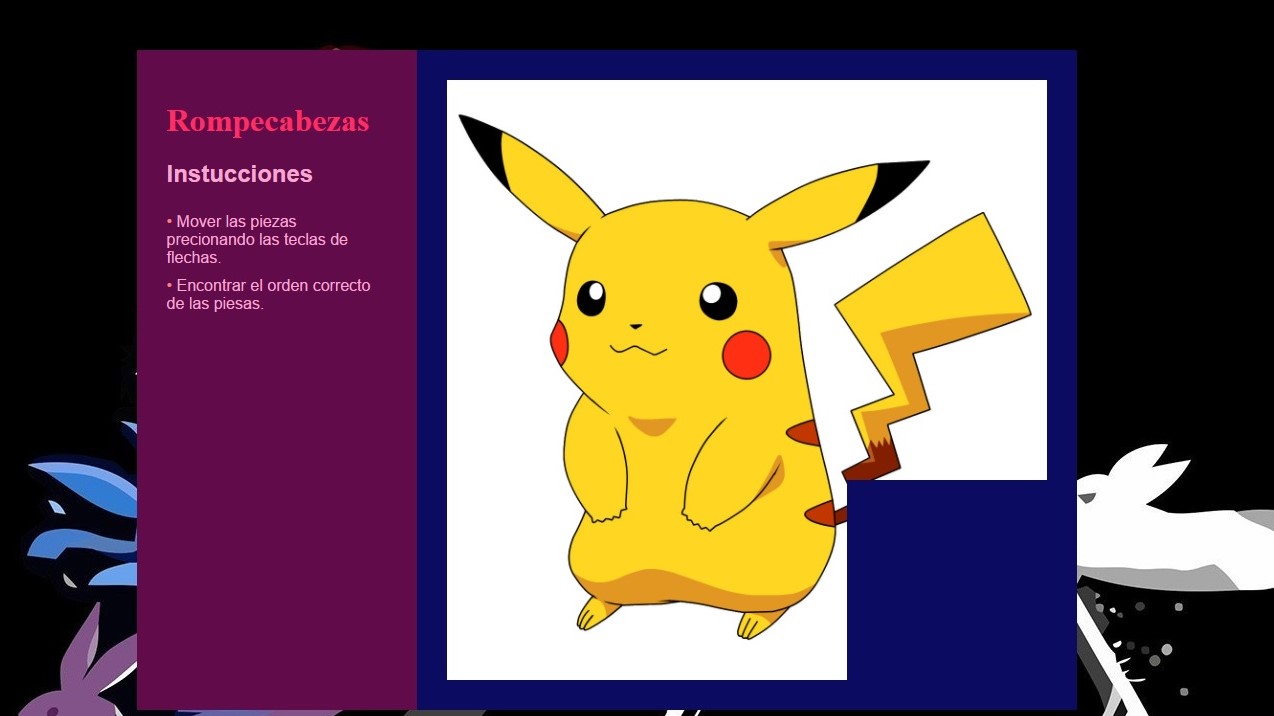 Rompecabezas
Instucciones
• Mover las piezas
precionando las teclas de
flechas.
• Encontrar el orden correcto
de las piesas.